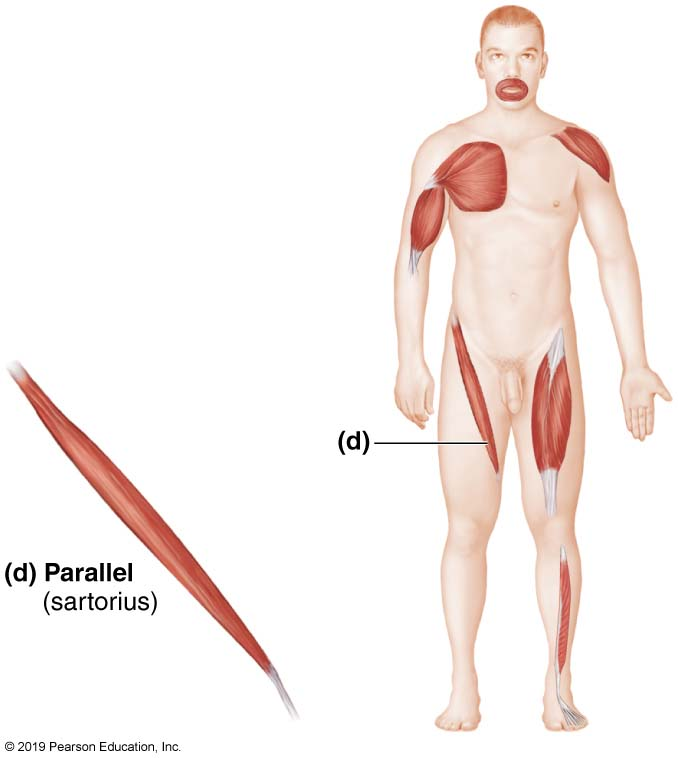 (d)
(d) Parallel
(sartorius)
© 2019 Pearson Education, Inc.